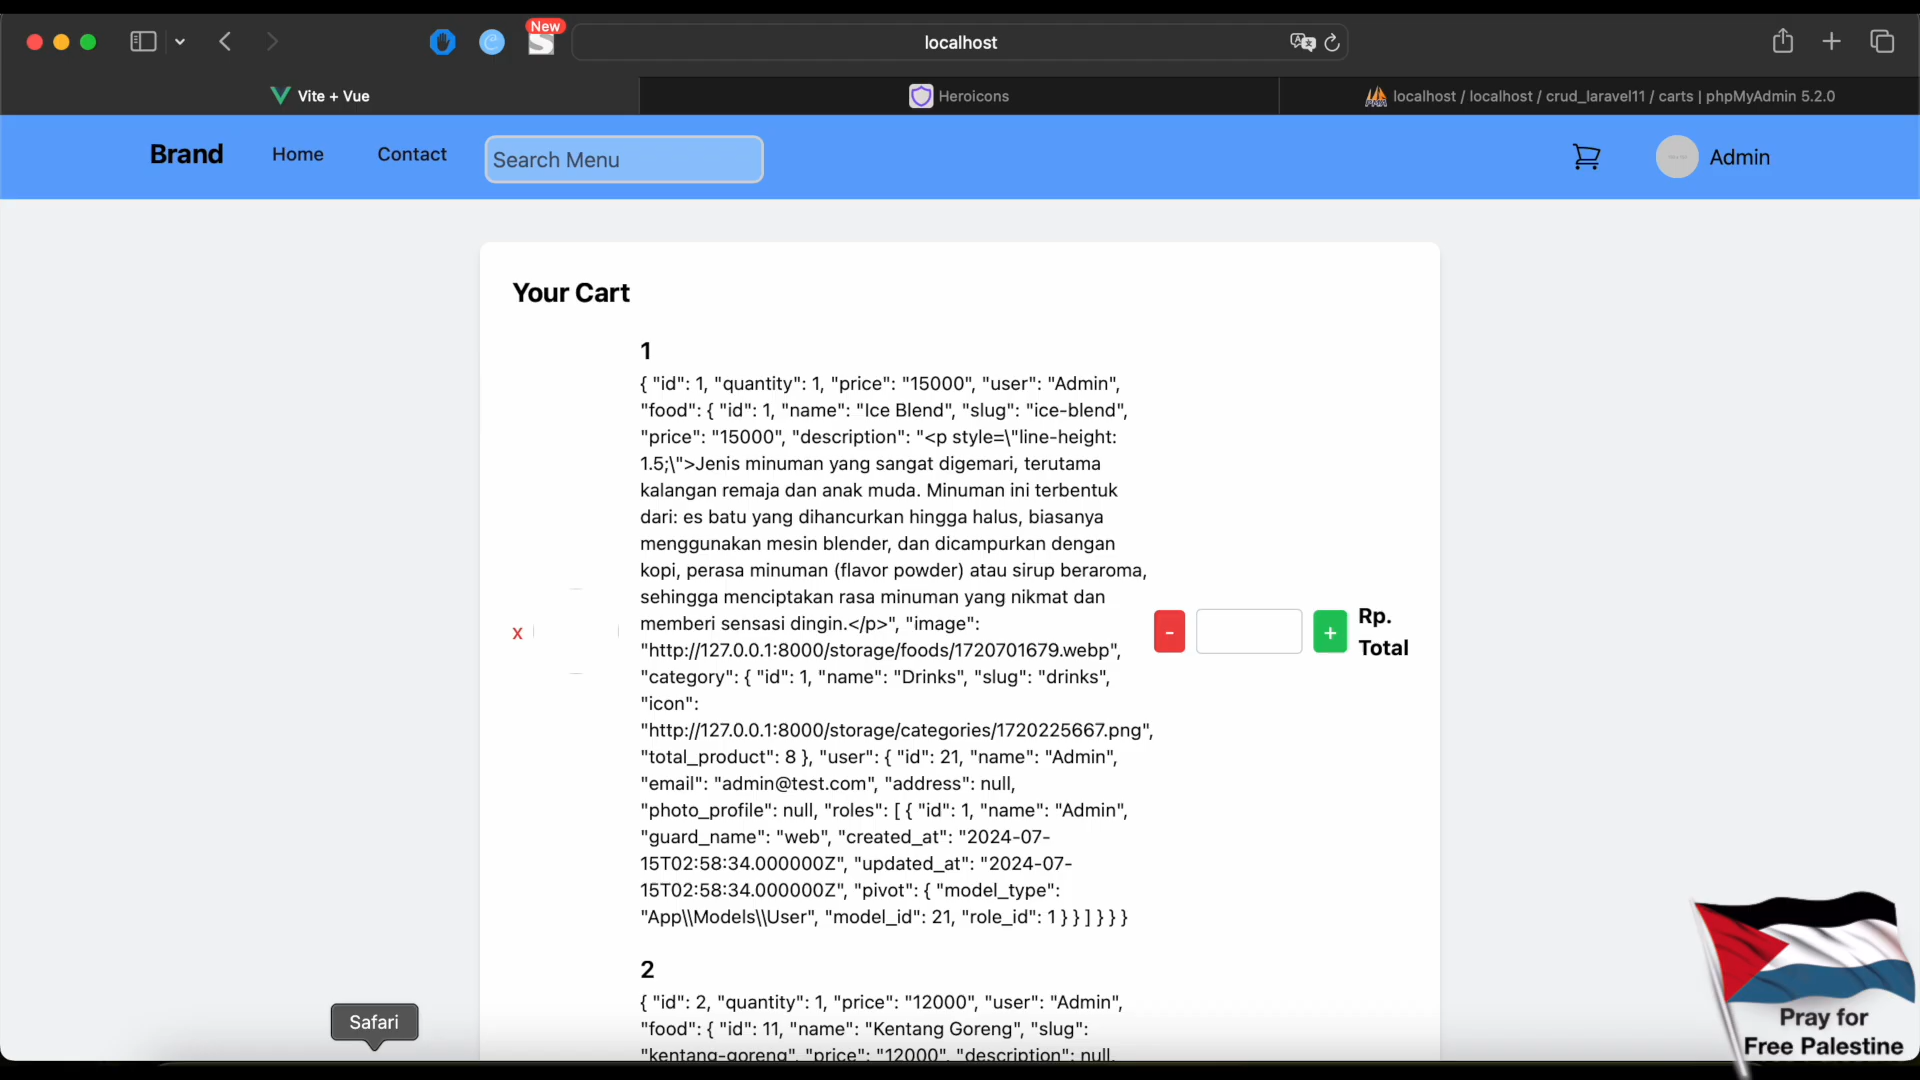 New
localhost
Vite + Vue
Heroicons
localhost / localhost / crud_laravel11 / carts | phpMyAdmin 5.2.0
Brand
Home
Contact
Search Menu
Admin
Your Cart
1
{ "id": 1, "quantity": 1, "price": "15000", "user": "Admin",
"food": { "id": 1, "name": "Ice Blend", "slug": "ice-blend",
"price": "15000", "description": "<p style=\"line-height:
1.5;\">Jenis minuman yang sangat digemari, terutama
kalangan remaja dan anak muda. Minuman ini terbentuk
dari: es batu yang dihancurkan hingga halus, biasanya
menggunakan mesin blender, dan dicampurkan dengan
kopi, perasa minuman (flavor powder) atau sirup beraroma,
sehingga menciptakan rasa minuman yang nikmat dan
memberi sensasi dingin.</p>", "image":
"http://127.0.0.1:8000/storage/foods/1720701679.webp",
"category": { "id": 1, "name": "Drinks", "slug": "drinks",
"icon":
"http://127.0.0.1:8000/storage/categories/1720225667.png",
"total_product": 8 }, "user": { "id": 21, "name": "Admin",
"email": "admin@test.com", "address": null,
"photo_profile": null, "roles": [ { "id": 1, "name": "Admin",
"guard_name": "web", "created_at": "2024-07-
15T02:58:34.000000Z", "updated_at": "2024-07-
15T02:58:34.000000Z", "pivot": { "model_type":
"App\\Models\\User", "model_id": 21, "role_id": 1 } } ] } } }
x
-
+
Rp.
Total
2
{ "id": 2, "quantity": 1, "price": "12000", "user": "Admin",
"food": { "id": 11, "name": "Kentang Goreng", "slug":
"kentang-goreng", "price": "12000", "description": null,
Safari
Pray for
Free Palestine